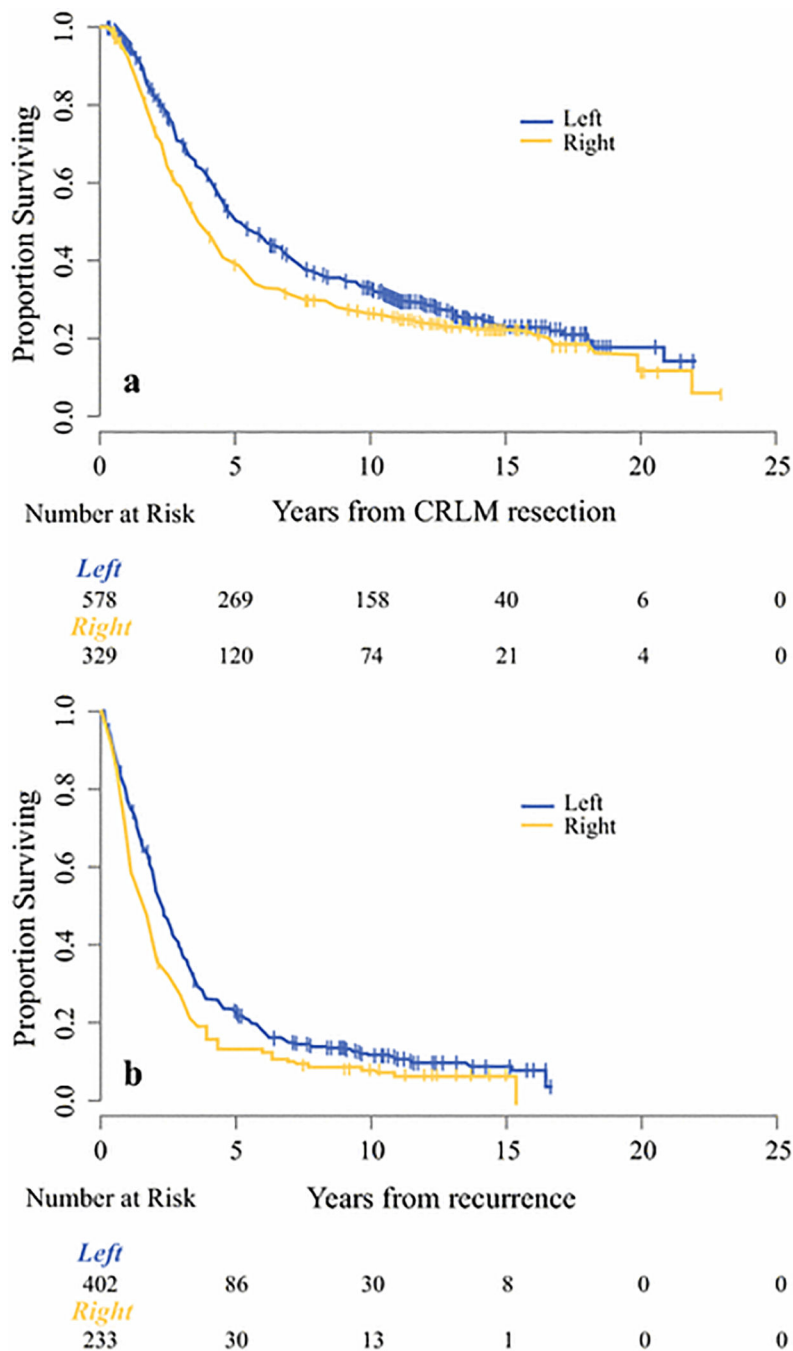 1.0
0.8
0.6
0.4
0.2
0.0
Proportion Surviving
Left
Right
a
0 5 10 15 20 25
Number at Risk Years from CRLM resection
Left
578 269 158 40 6 0
Right
329 120 74 21 4 0
1.0
0.8
0.6
0.4
0.2
0.0
Proportion Surviving
Left
Right
b
0 5 10 15 20 25
Number at Risk Years from recurrence
Left
402 86 30 8 0 0
Right
233 30 13 1 0 0